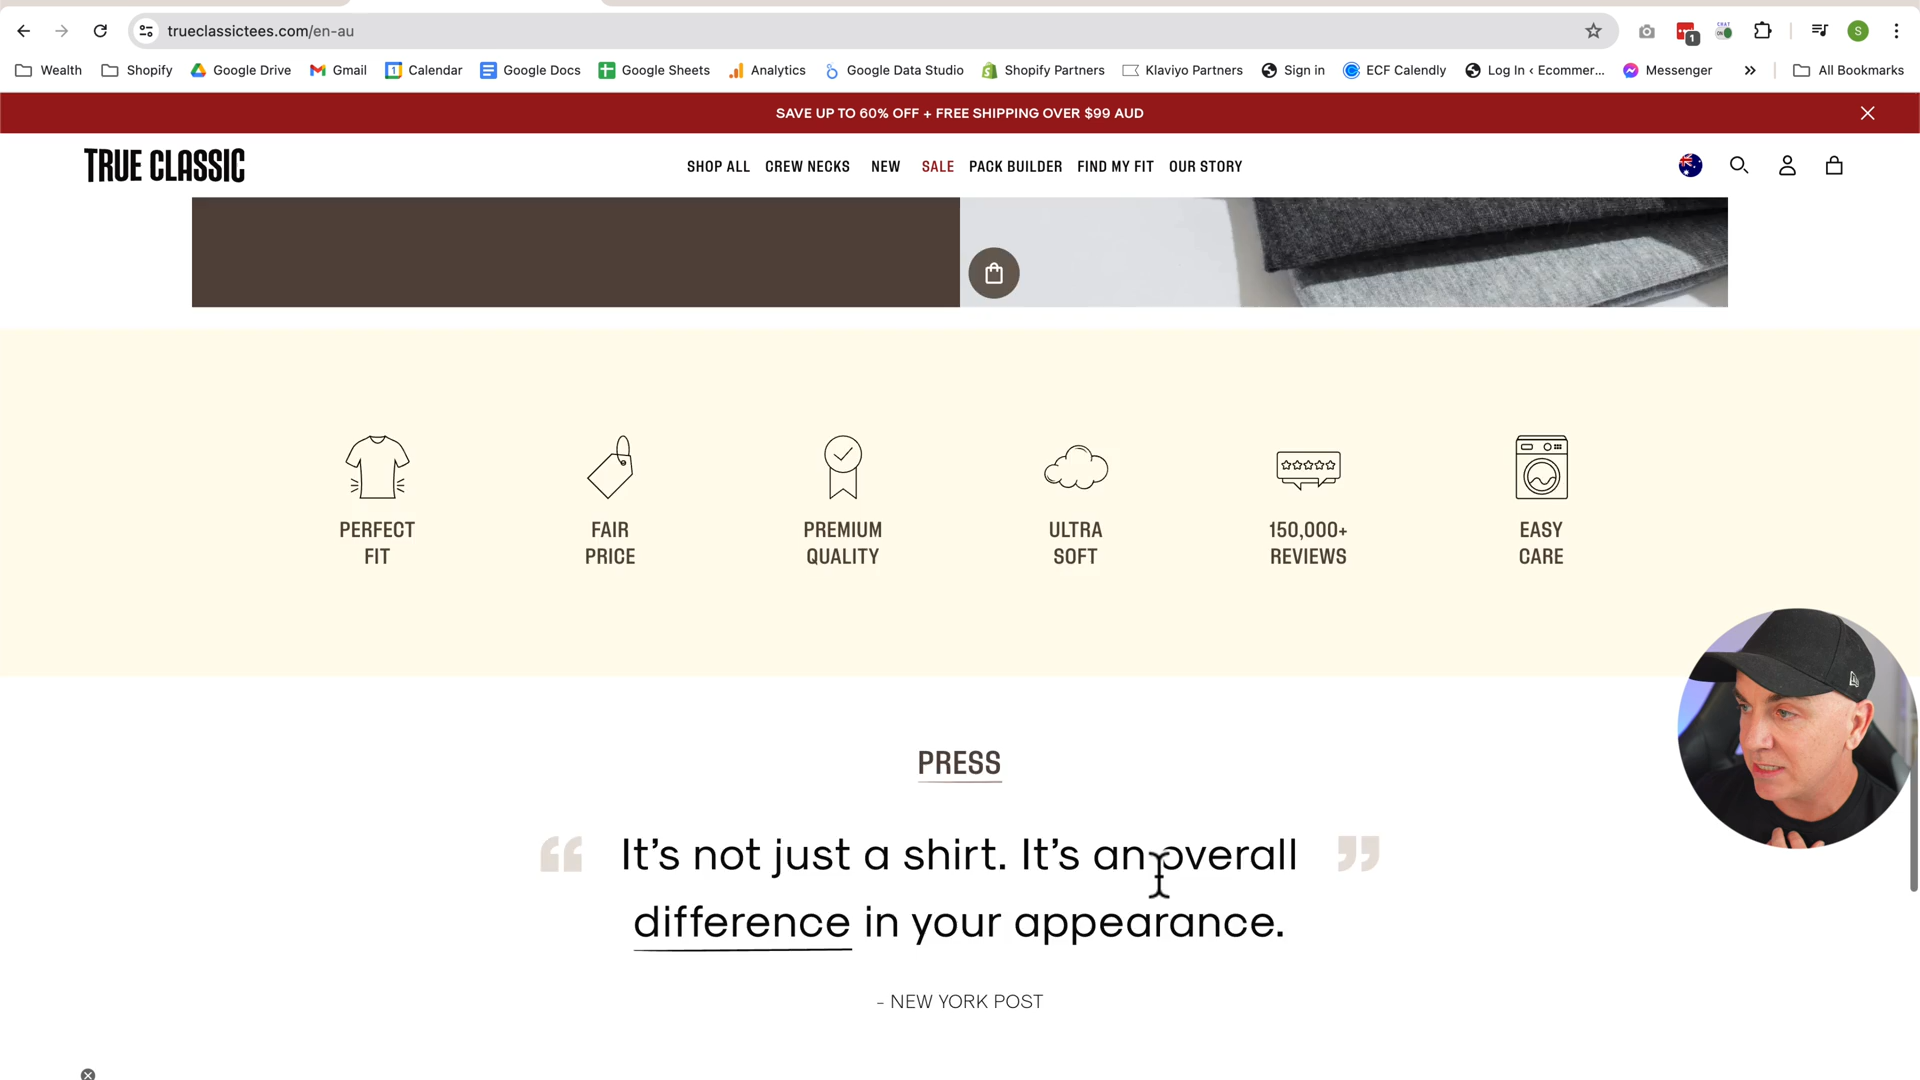 trueclassictees.com/en-au
1
CHAT
ON
S
Wealth
Shopify
Google Drive
Gmail
1
Calendar
Google Docs
Google Sheets
Analytics
Google Data Studio
Shopify Partners
Klaviyo Partners
Sign in
ECF Calendly
Log In ‹ Ecommer...
Messenger
All Bookmarks
SAVE UP TO 60% OFF + FREE SHIPPING OVER $99 AUD
TRUE CLASSIC
SHOP ALL
CREW NECKS
NEW
SALE
PACK BUILDER
FIND MY FIT
OUR STORY
PERFECT
FIT
FAIR
PRICE
PREMIUM
QUALITY
ULTRA
SOFT
150,000+
REVIEWS
EASY
CARE
PRESS
“ It’s not just a shirt. It’s an overall ”
difference in your appearance.
- NEW YORK POST